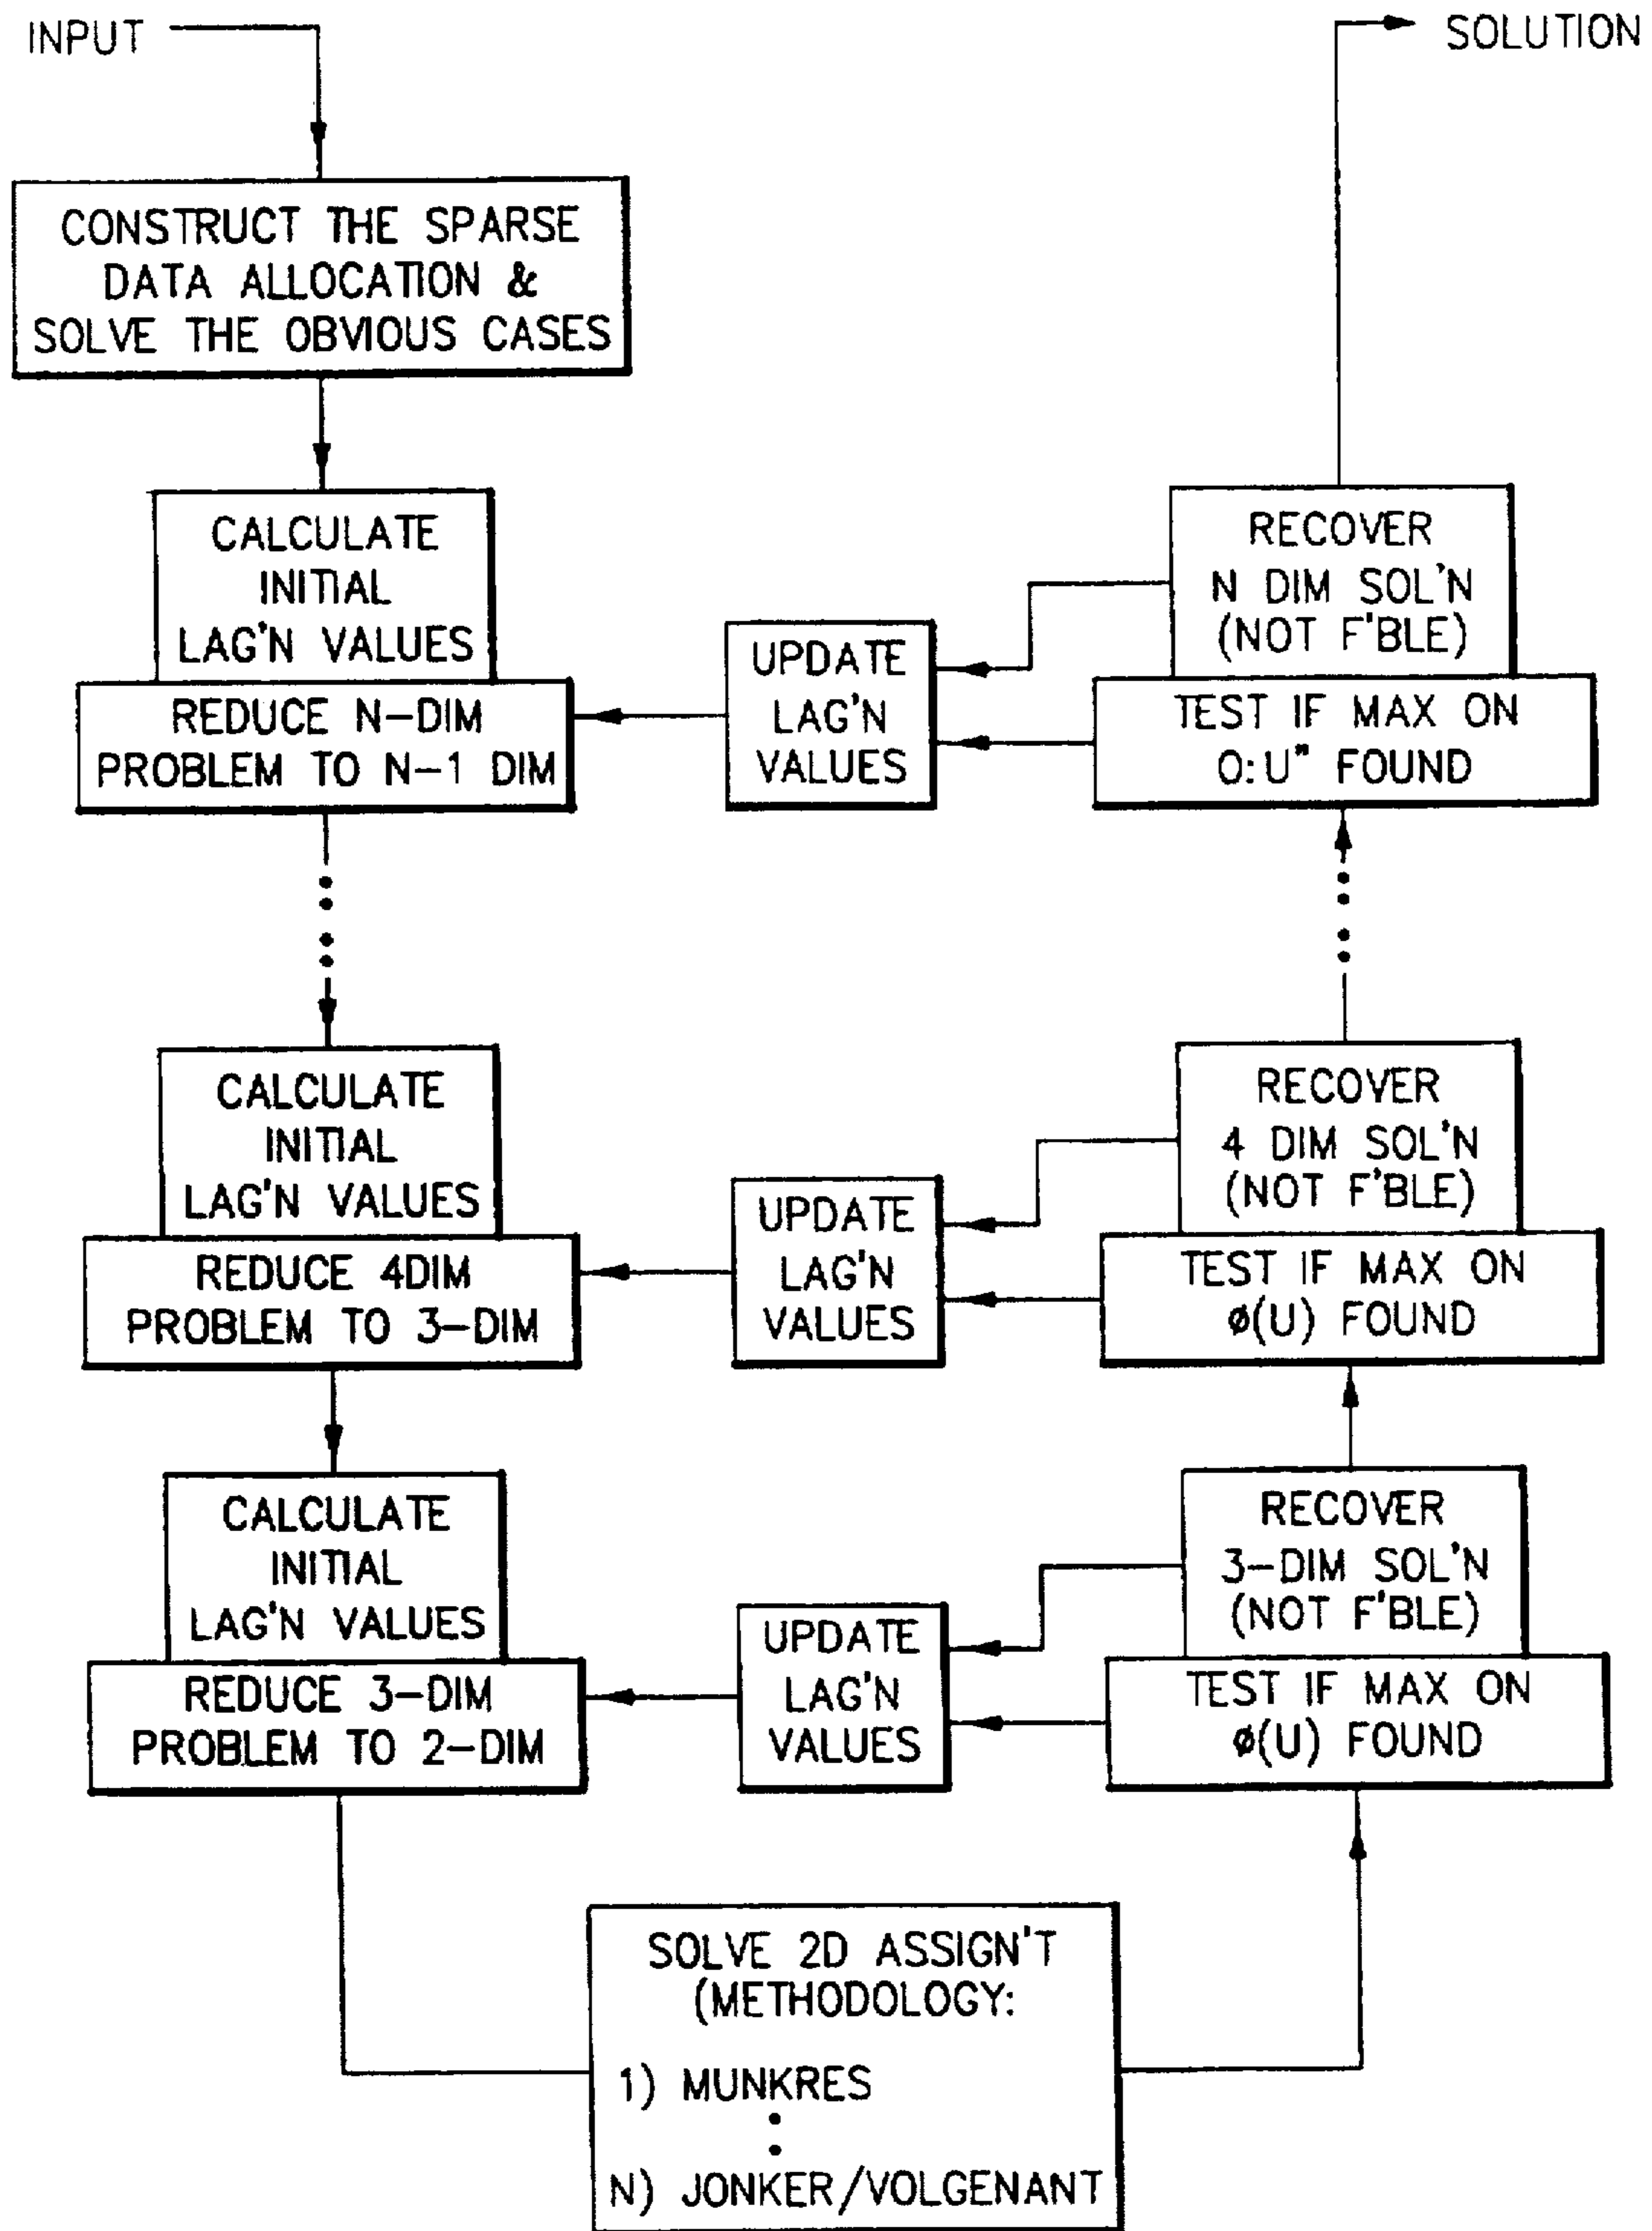 INPUT
SOLUTION
CONSTRUCT THE SPARSE
DATA ALLOCATION &
SOLVE THE OBVIOUS CASES
CALCULATE
INITIAL
LAG'N VALUES
REDUCE N-DIM
PROBLEM TO N-1 DIM
UPDATE
LAG'N
VALUES
RECOVER
N DIM SOL'N
(NOT F'BLE)
TEST IF MAX ON
O:U" FOUND
CALCULATE
INITIAL
LAG'N VALUES
REDUCE 4DIM
PROBLEM TO 3-DIM
UPDATE
LAG'N
VALUES
RECOVER
4 DIM SOL'N
(NOT F'BLE)
TEST IF MAX ON
ø(U) FOUND
CALCULATE
INITIAL
LAG'N VALUES
REDUCE 3-DIM
PROBLEM TO 2-DIM
UPDATE
LAG'N
VALUES
RECOVER
3-DIM SOL'N
(NOT F'BLE)
TEST IF MAX ON
ø(U) FOUND
SOLVE 2D ASSIGN'T
(METHODOLOGY:
1) MUNKRES
N) JONKER/VOLGENANT